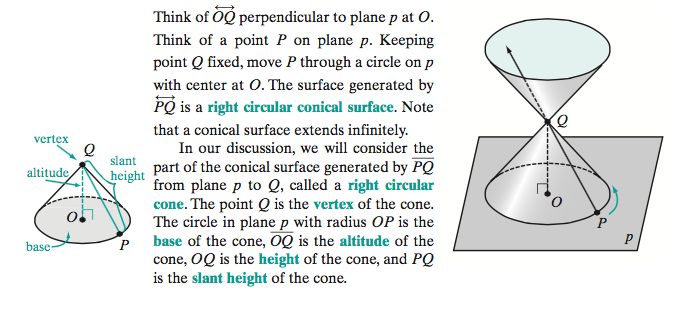 Think of OQ perpendicular to plane p at O.
Think of a point P on plane p. Keeping
point Q fixed, move P through a circle on p
with center at O. The surface generated by
PQ is a right circular conical surface. Note
that a conical surface extends infinitely.
In our discussion, we will consider the
part of the conical surface generated by PQ
from plane p to Q, called a right circular
cone. The point Q is the vertex of the cone.
The circle in plane p with radius OP is the
base of the cone, OQ is the altitude of the
cone, OQ is the height of the cone, and PQ
is the slant height of the cone.
vertex
Q
slant
height
altitude
O
base
P
Q
O
P
p